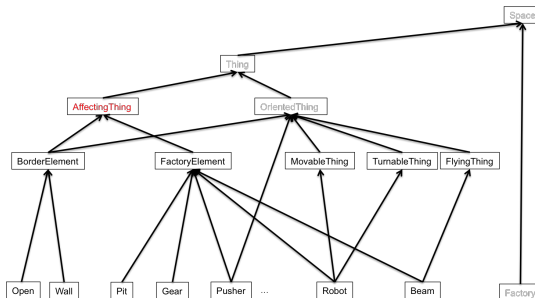 Space
Thing
AffectingThing OrientedThing
BorderElement FactoryElement MovableThing TurnableThing FlyingThing
Open Wall Pit Gear Pusher ... Robot Beam Factory